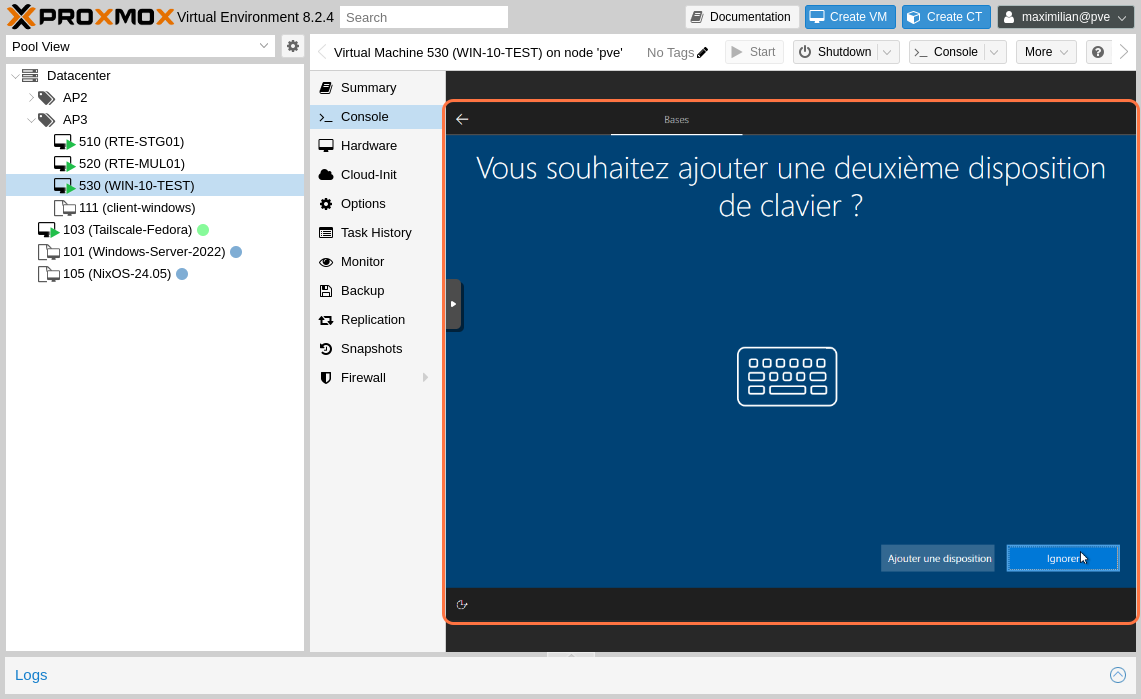 PROXMOX Virtual Environment 8.2.4 Search Documentation Create VM Create CT maximilian@pve
Pool View
Datacenter
AP2
AP3
510 (RTE-STG01)
520 (RTE-MUL01)
530 (WIN-10-TEST)
111 (client-windows)
103 (Tailscale-Fedora)
101 (Windows-Server-2022)
105 (NixOS-24.05)
Virtual Machine 530 (WIN-10-TEST) on node 'pve' No Tags Start Shutdown >_ Console More
Summary
>_ Console
Hardware
Cloud-Init
Options
Task History
Monitor
Backup
Replication
Snapshots
Firewall
Bases
Vous souhaitez ajouter une deuxième disposition
de clavier ?
Ajouter une disposition Ignorer
Logs